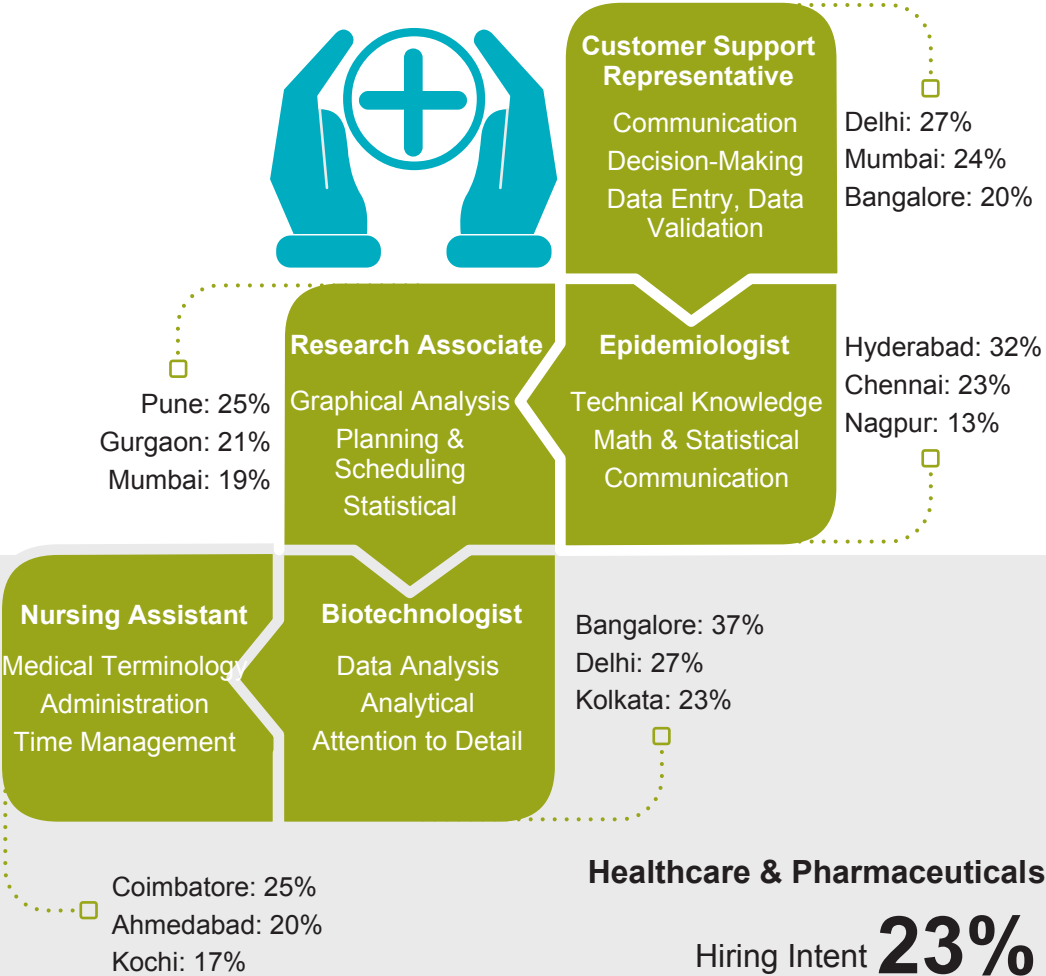 Customer Support
Representative
Communication
Decision-Making
Data Entry, Data
Validation
Delhi: 27%
Mumbai: 24%
Bangalore: 20%
Research Associate
Graphical Analysis
Planning &
Scheduling
Statistical
Pune: 25%
Gurgaon: 21%
Mumbai: 19%
Epidemiologist
Technical Knowledge
Math & Statistical
Communication
Hyderabad: 32%
Chennai: 23%
Nagpur: 13%
Nursing Assistant
Medical Terminology
Administration
Time Management
Biotechnologist
Data Analysis
Analytical
Attention to Detail
Bangalore: 37%
Delhi: 27%
Kolkata: 23%
Coimbatore: 25%
Ahmedabad: 20%
Kochi: 17%
Healthcare & Pharmaceuticals
Hiring Intent 23%